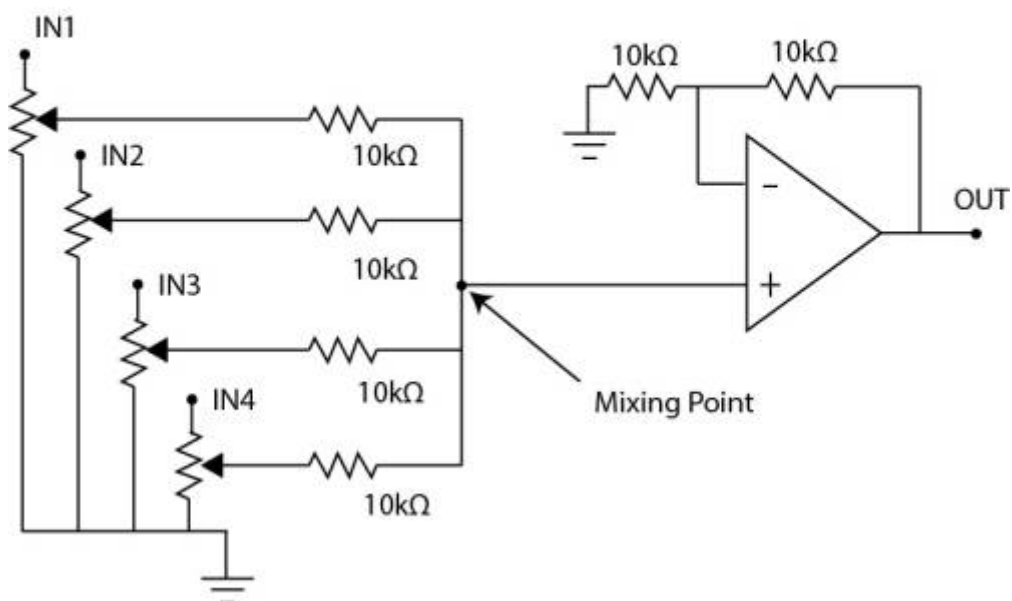 IN1
10kΩ
10kΩ
10kΩ
IN2
10kΩ
-
OUT
IN3
+
10kΩ
IN4
Mixing Point
10kΩ